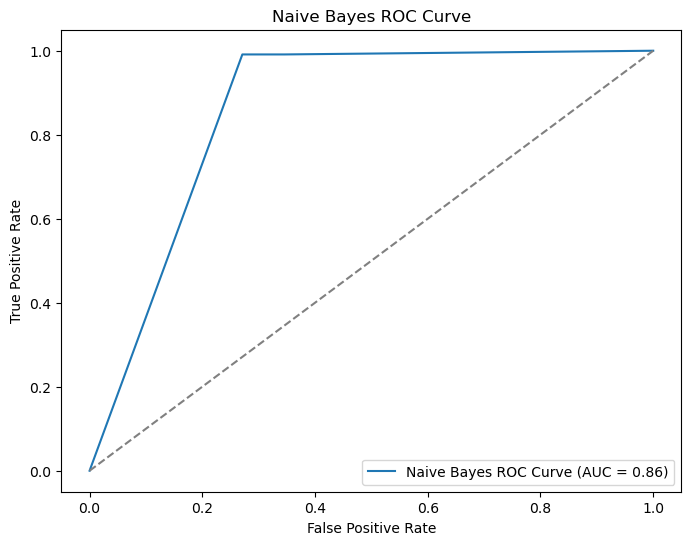 Naive Bayes ROC Curve
1.0
0.8
0.6
0.4
0.2
0.0
True Positive Rate
Naive Bayes ROC Curve (AUC = 0.86)
0.0 0.2 0.4 0.6 0.8 1.0
False Positive Rate